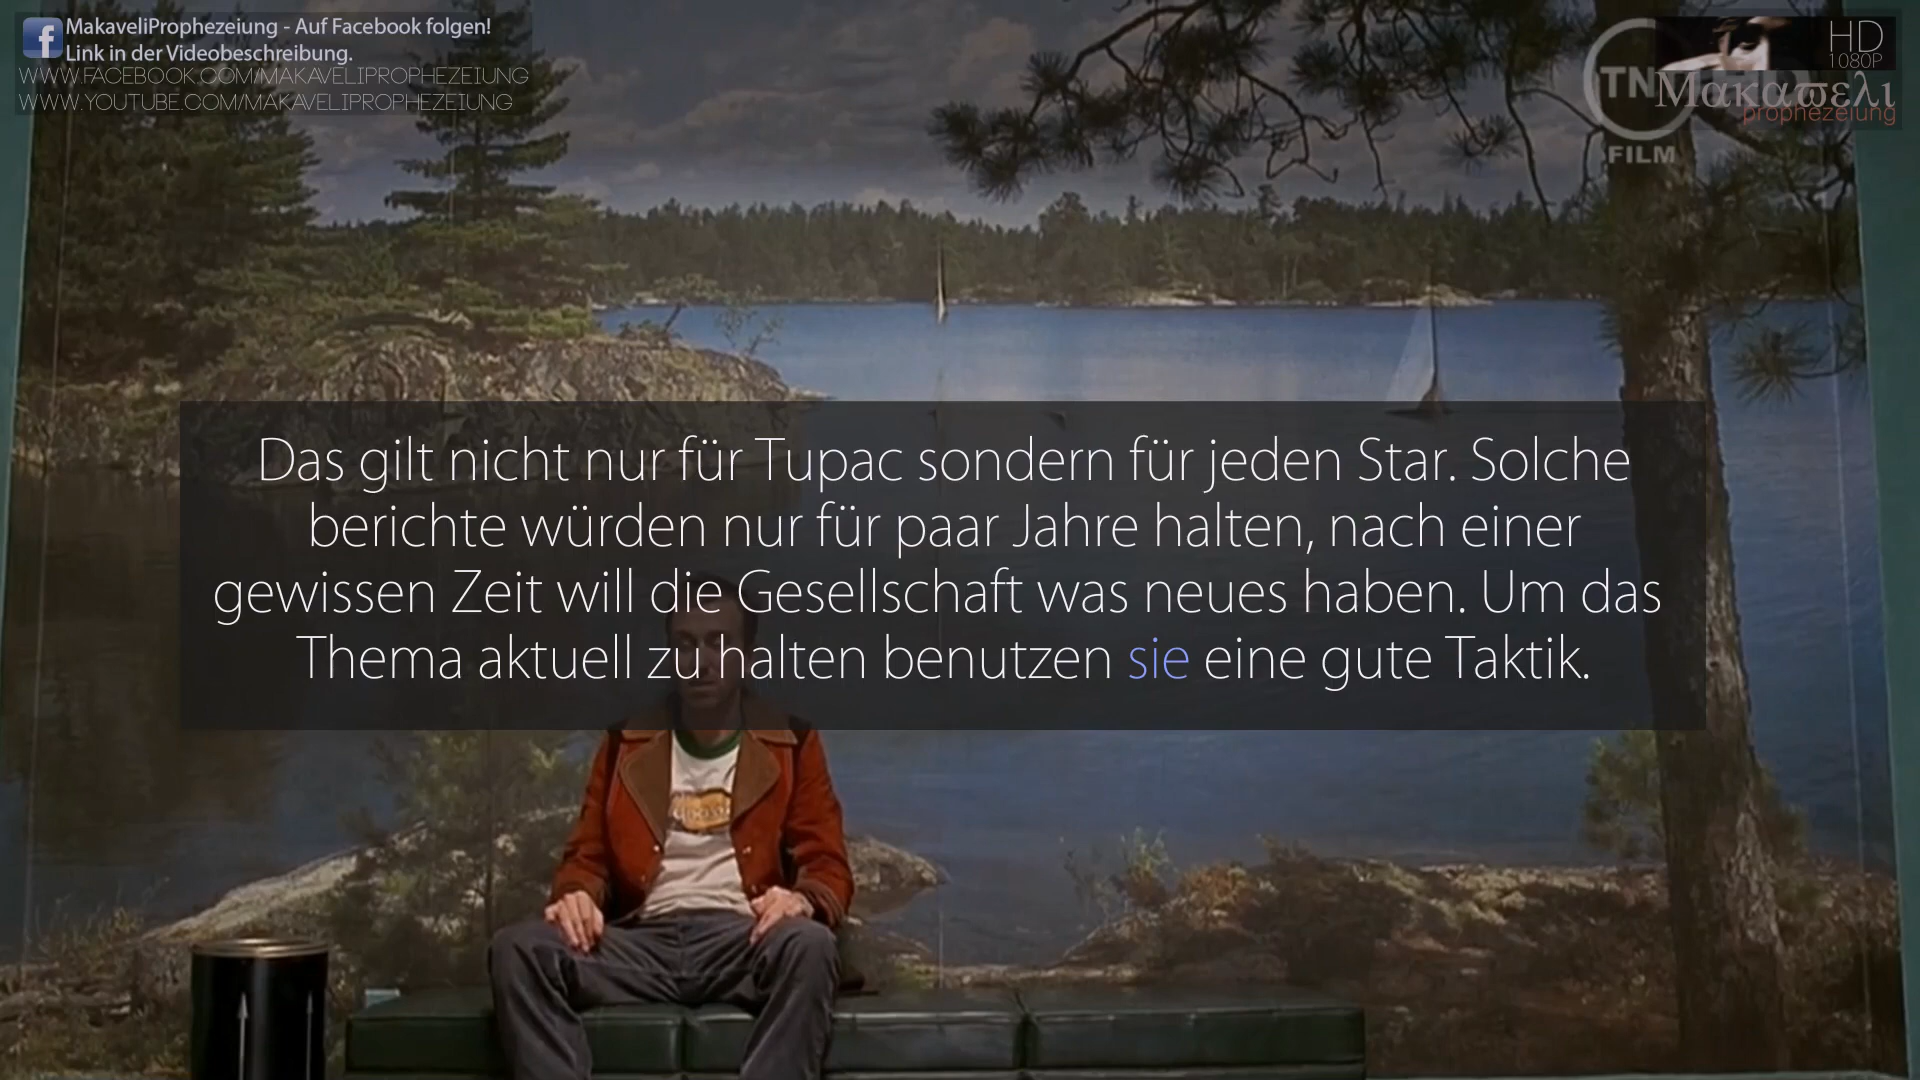 MakaveliProphezeiung - Auf Facebook folgen!
Link in der Videobeschreibung.
WWW.FACEBOOK.COM/MAKAVELIPROPHEZEIUNG
WWW.YOUTUBE.COM/MAKAVELIPROPHEZEIUNG
HD
1080P
TN
Μακαϖελι
prophezeiung
FILM
Das gilt nicht nur für Tupac sondern für jeden Star. Solche
berichte würden nur für paar Jahre halten, nach einer
gewissen Zeit will die Gesellschaft was neues haben. Um das
Thema aktuell zu halten benutzen sie eine gute Taktik.